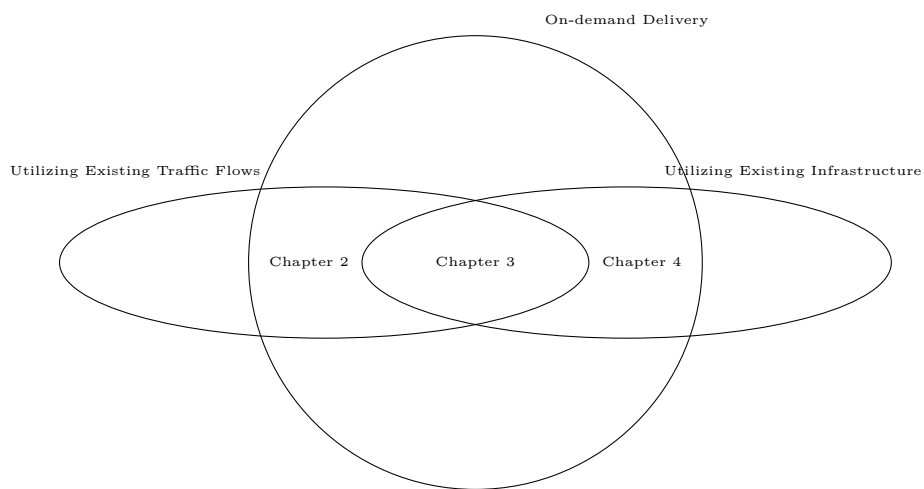 On-demand Delivery
Utilizing Existing Traffic Flows
Utilizing Existing Infrastructure
Chapter 2
Chapter 3
Chapter 4